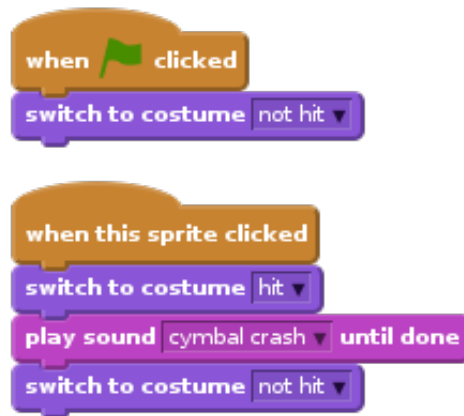 when clicked
switch to costume not hit
when this sprite clicked
switch to costume hit
play sound cymbal crash until done
switch to costume not hit